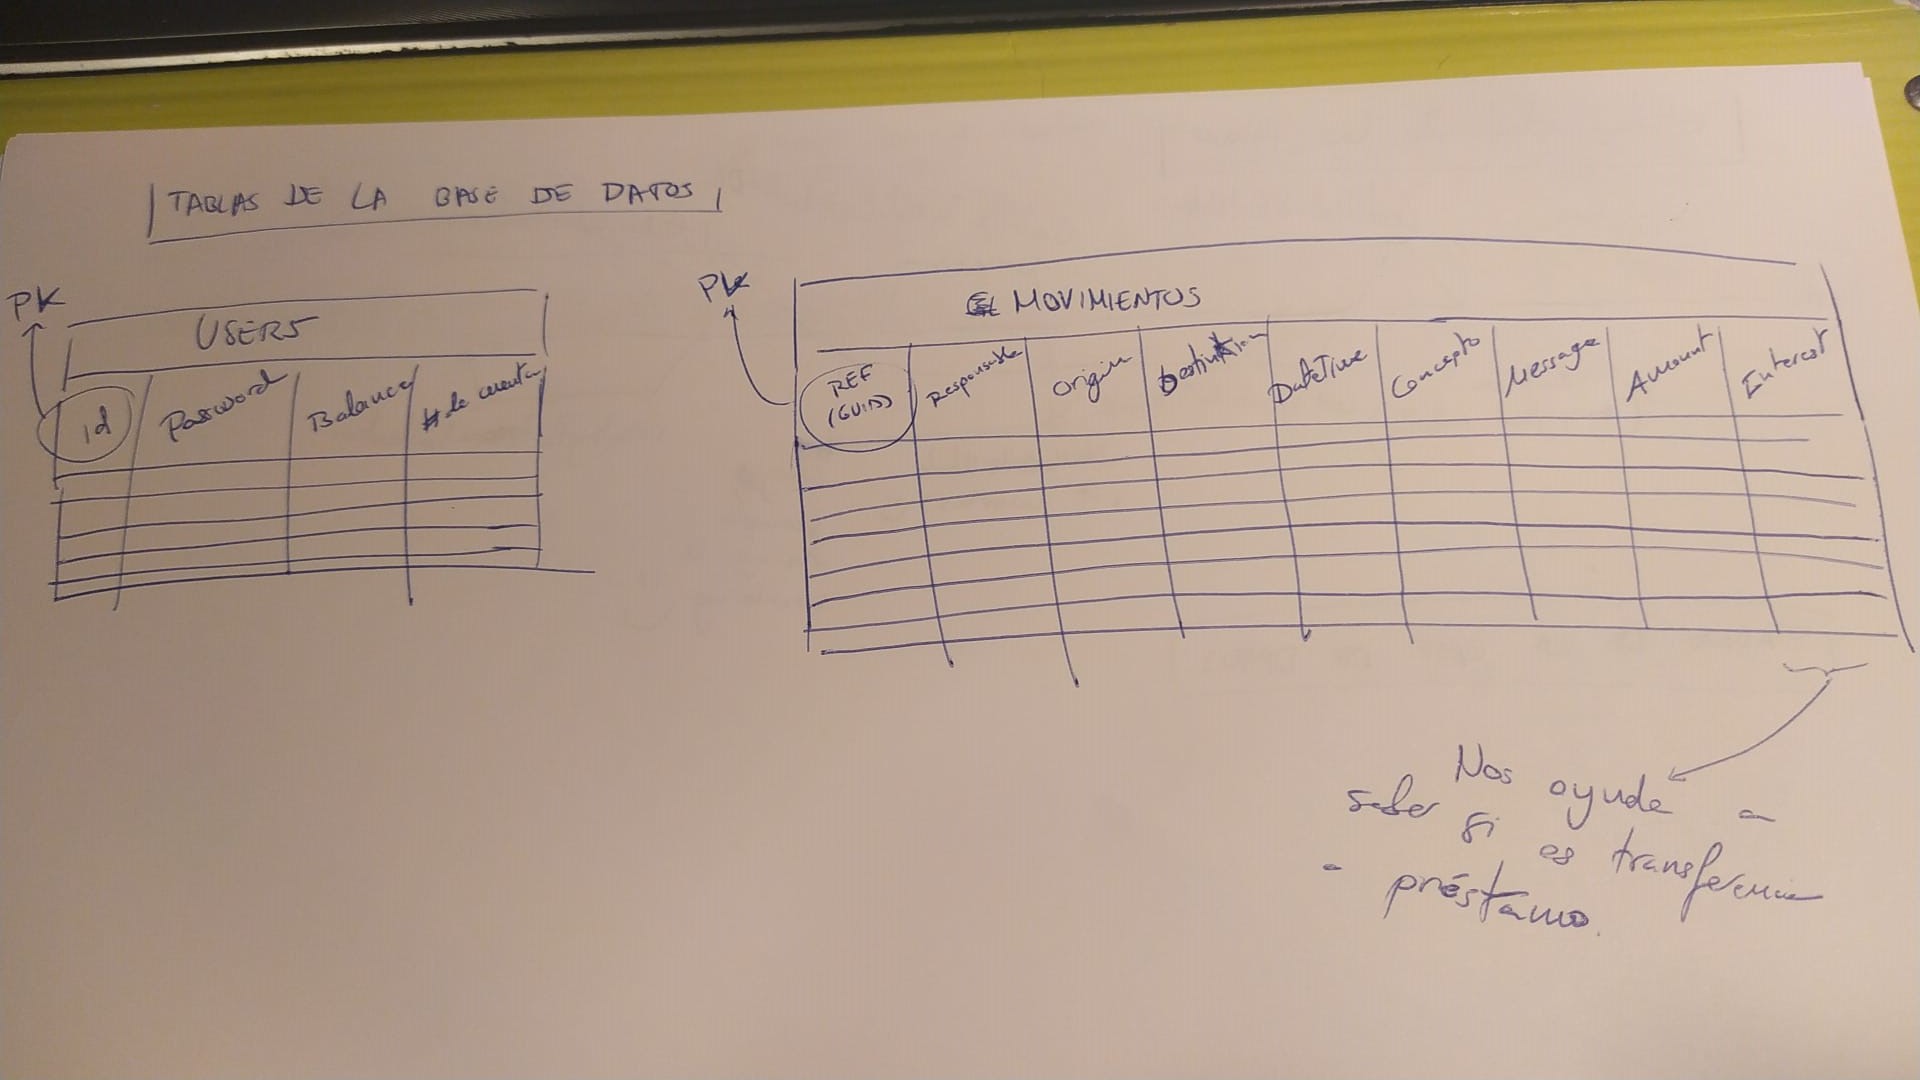 TABLAS DE LA BASE DE DATOS
PK
USERS
id
Password
Balance
# de cuenta
PK
MOVIMIENTOS
REF
(GUID)
Responsable
Origin
Destination
DateTime
Concepto
Message
Amount
Interest
Nos ayuda a
saber si es transferencia
o préstamo.